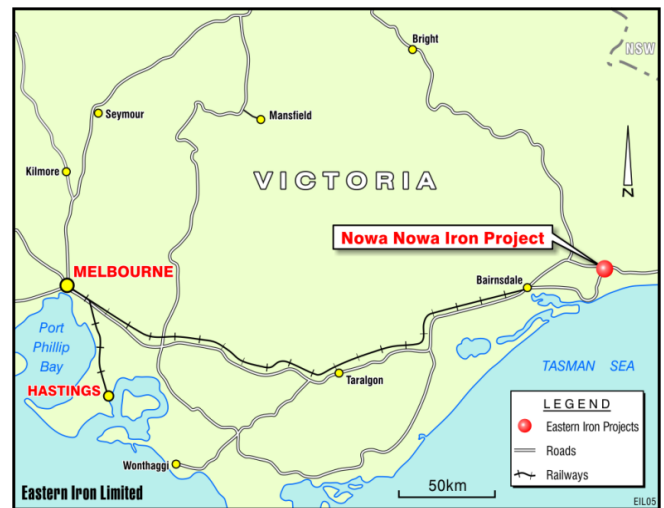 Bright
NSW
Seymour
Mansfield
Kilmore
VICTORIA
N
Nowa Nowa Iron Project
MELBOURNE
Bairnsdale
Port
Phillip
Bay
TASMAN SEA
HASTINGS
Taralgon
LEGEND
Eastern Iron Projects
Roads
Railways
Wonthaggi
Eastern Iron Limited
50km
EIL05